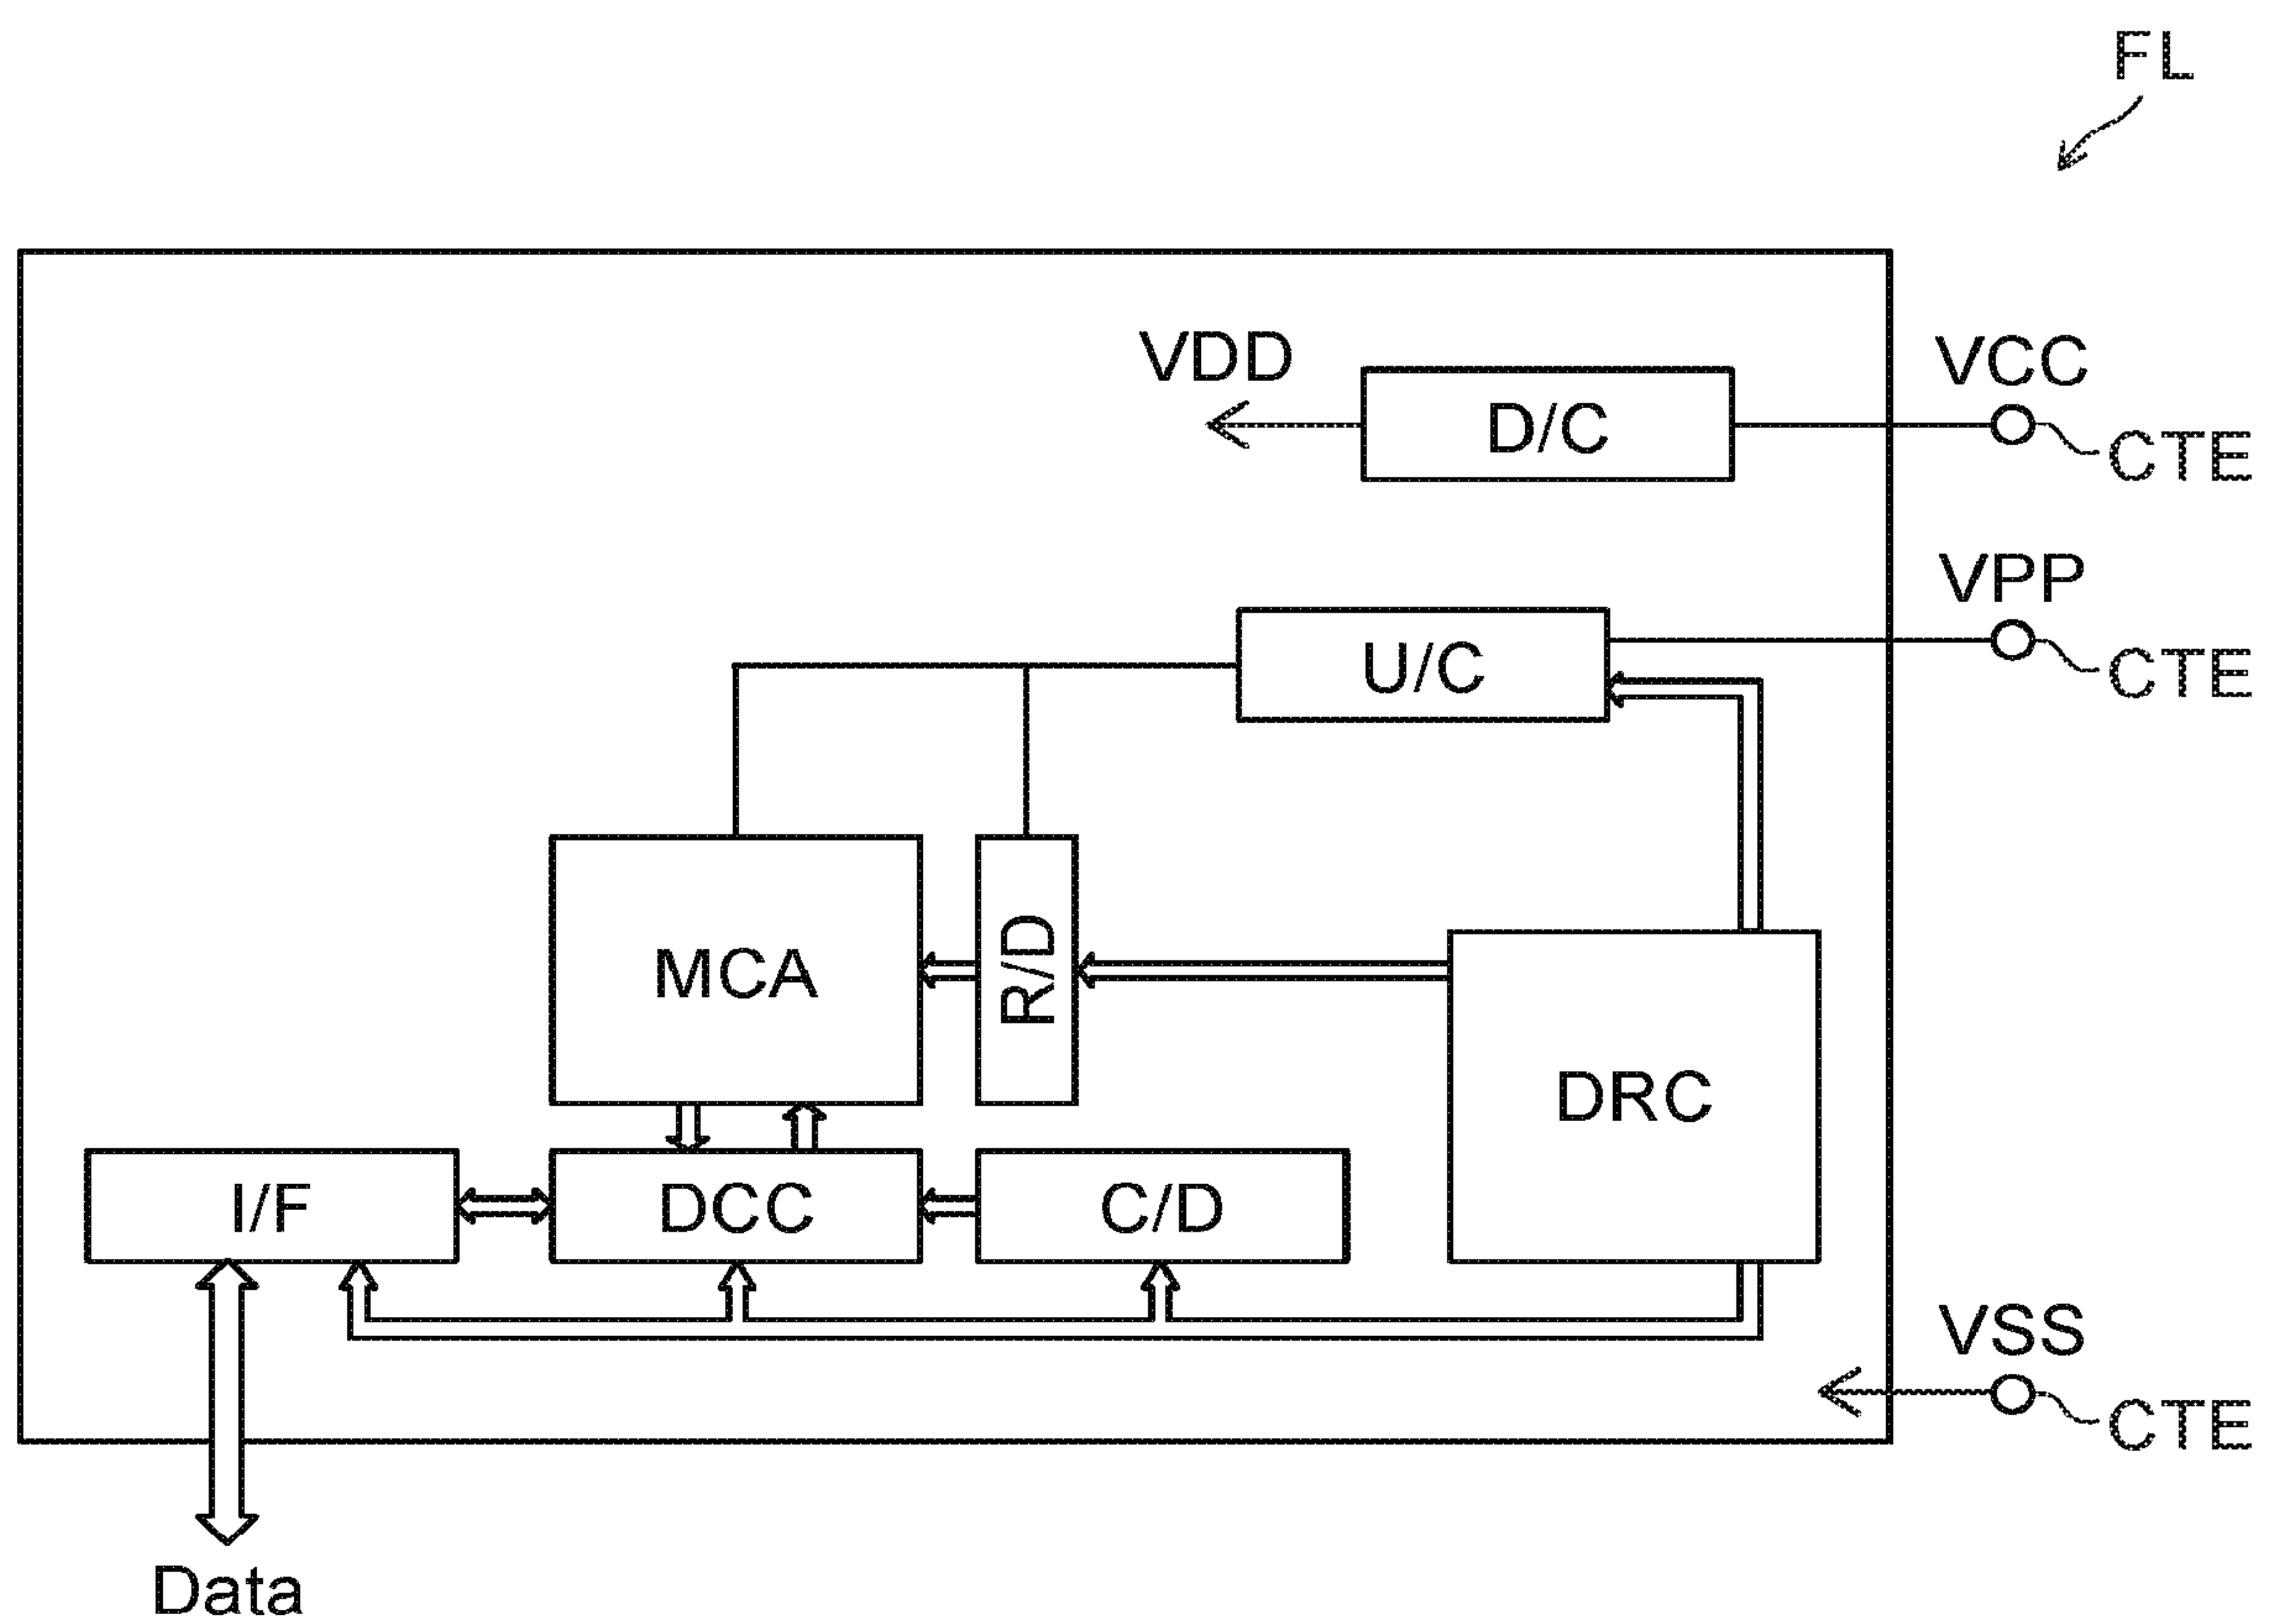 FL
VDD
D/C
VCC
CTE
VPP
U/C
CTE
MCA
R/D
DRC
I/F
DCC
C/D
VSS
CTE
Data